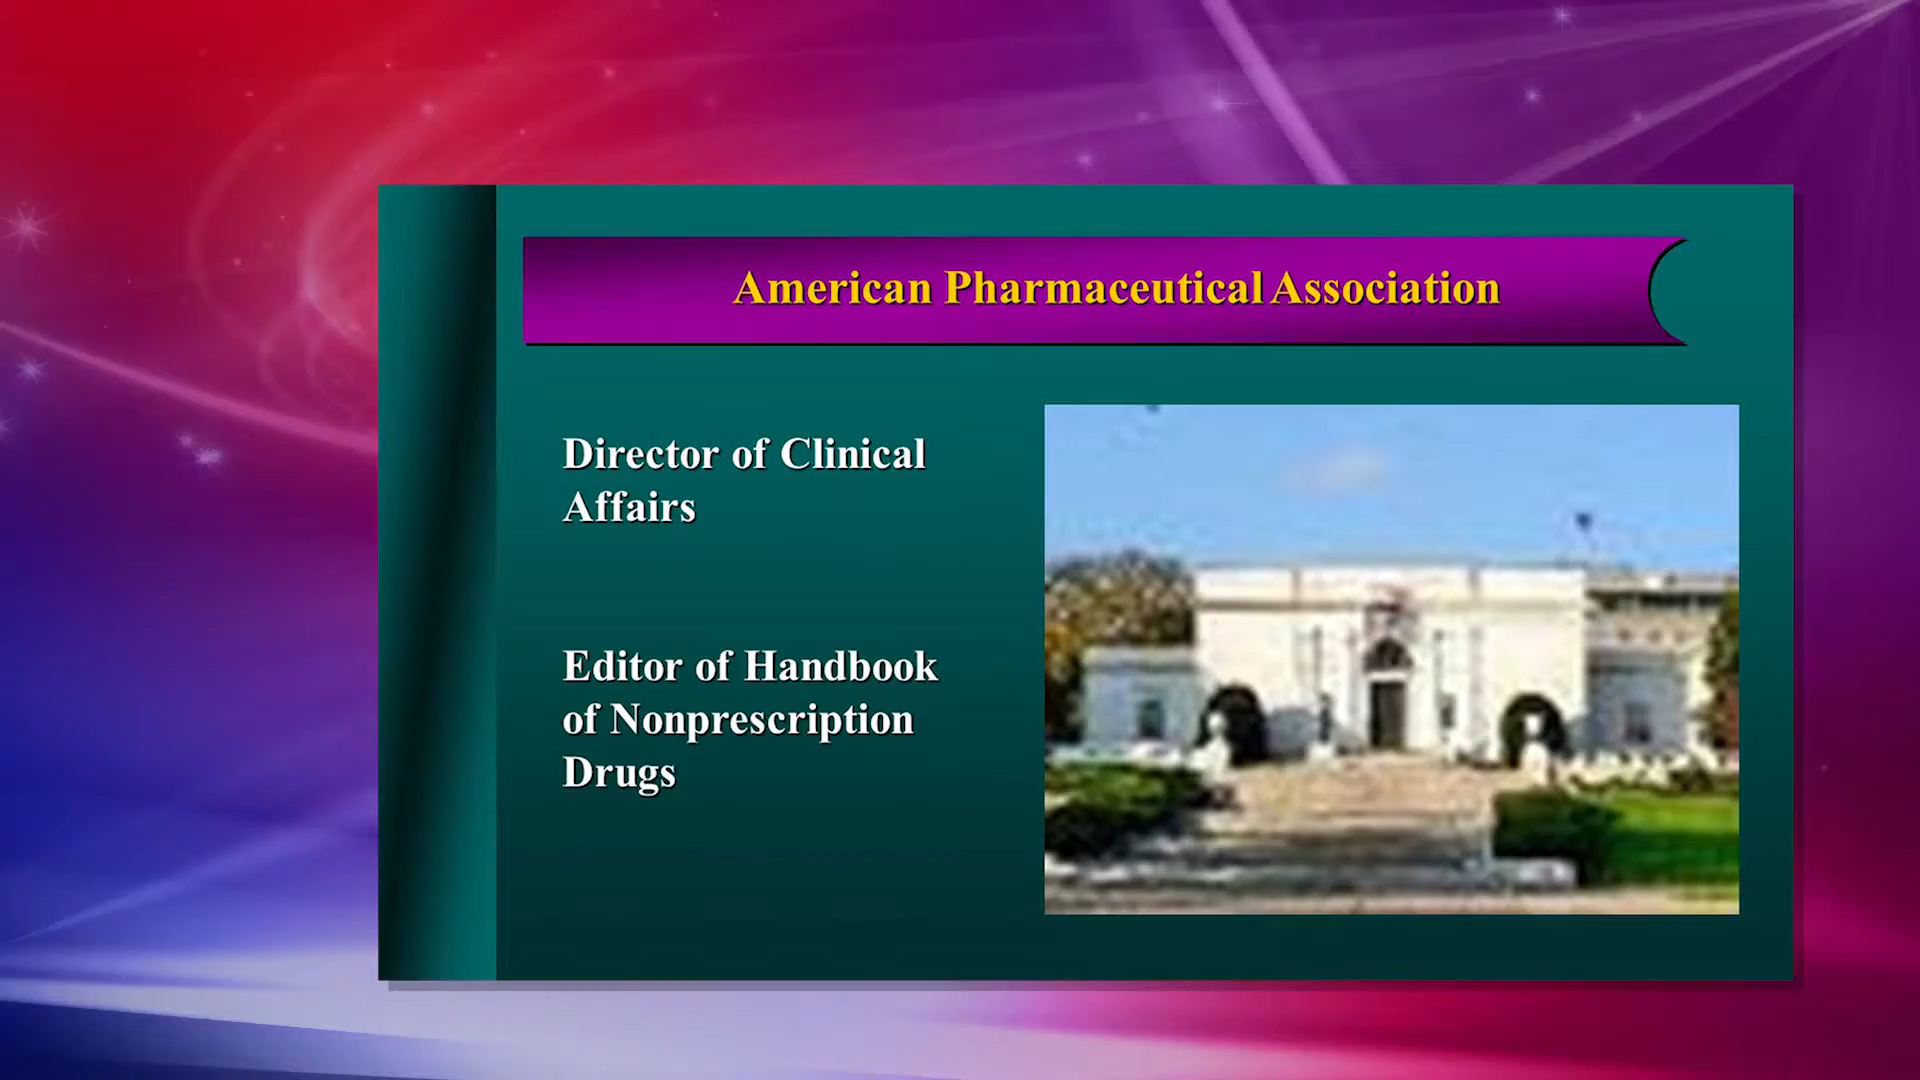 American Pharmaceutical Association
Director of Clinical
Affairs
Editor of Handbook
of Nonprescription
Drugs